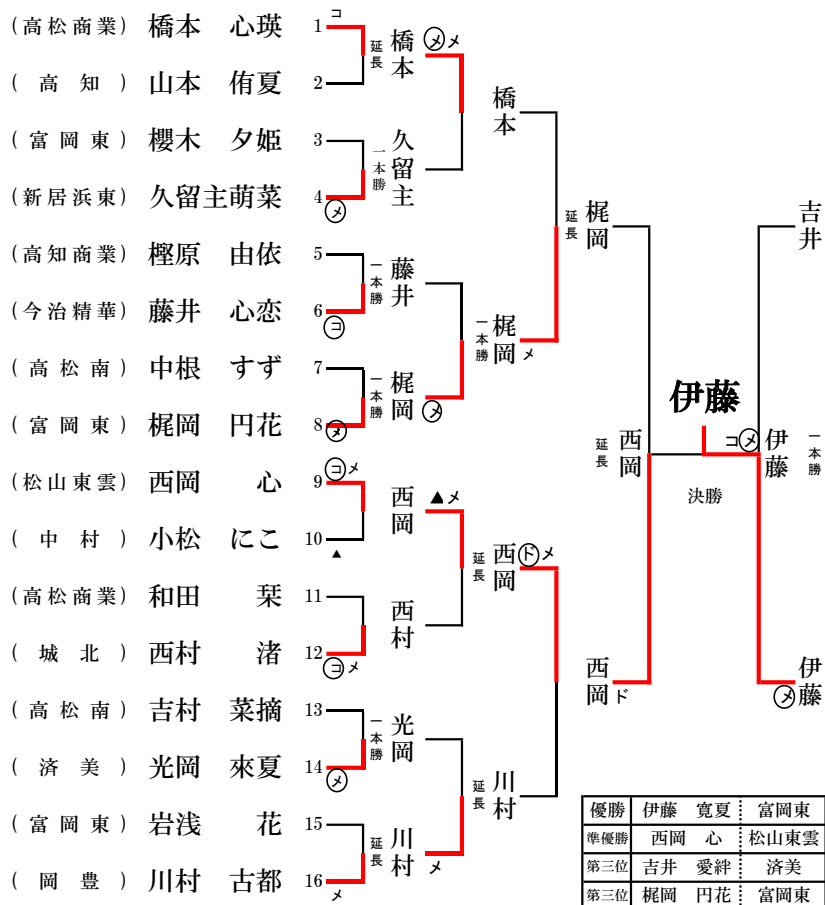 (高松商業) 橋本 心瑛 1 コ
(高知) 山本 侑夏 2
(富岡東) 櫻木 夕姫 3
(新居浜東) 久留主萌菜 4 メ
(高知商業) 樫原 由依 5
(今治精華) 藤井 心恋 6 コ
(高松南) 中根 すず 7
(富岡東) 梶岡 円花 8 メ
(松山東雲) 西岡 心 9 コメ
(中村) 小松 にこ 10 ▲
(高松商業) 和田 栞 11
(城北) 西村 渚 12 コメ
(高松南) 吉村 菜摘 13
(済美) 光岡 來夏 14 メ
(富岡東) 岩浅 花 15
(岡豊) 川村 古都 16 メ
延長 橋本 メメ
一本勝 久留主
一本勝 藤井
一本勝 梶岡 メ
西岡 ▲メ
西村
一本勝 光岡
延長 川村 メ
橋本
一本勝 梶岡 メ
延長 西岡 ドメ
延長 川村
延長 梶岡
西岡 ド
延長 西岡
伊藤
決勝
コメ 伊藤 一本勝
吉井
伊藤 メ
優勝 伊藤 寛夏 富岡東
準優勝 西岡 心 松山東雲
第三位 吉井 愛絆 済美
第三位 梶岡 円花 富岡東